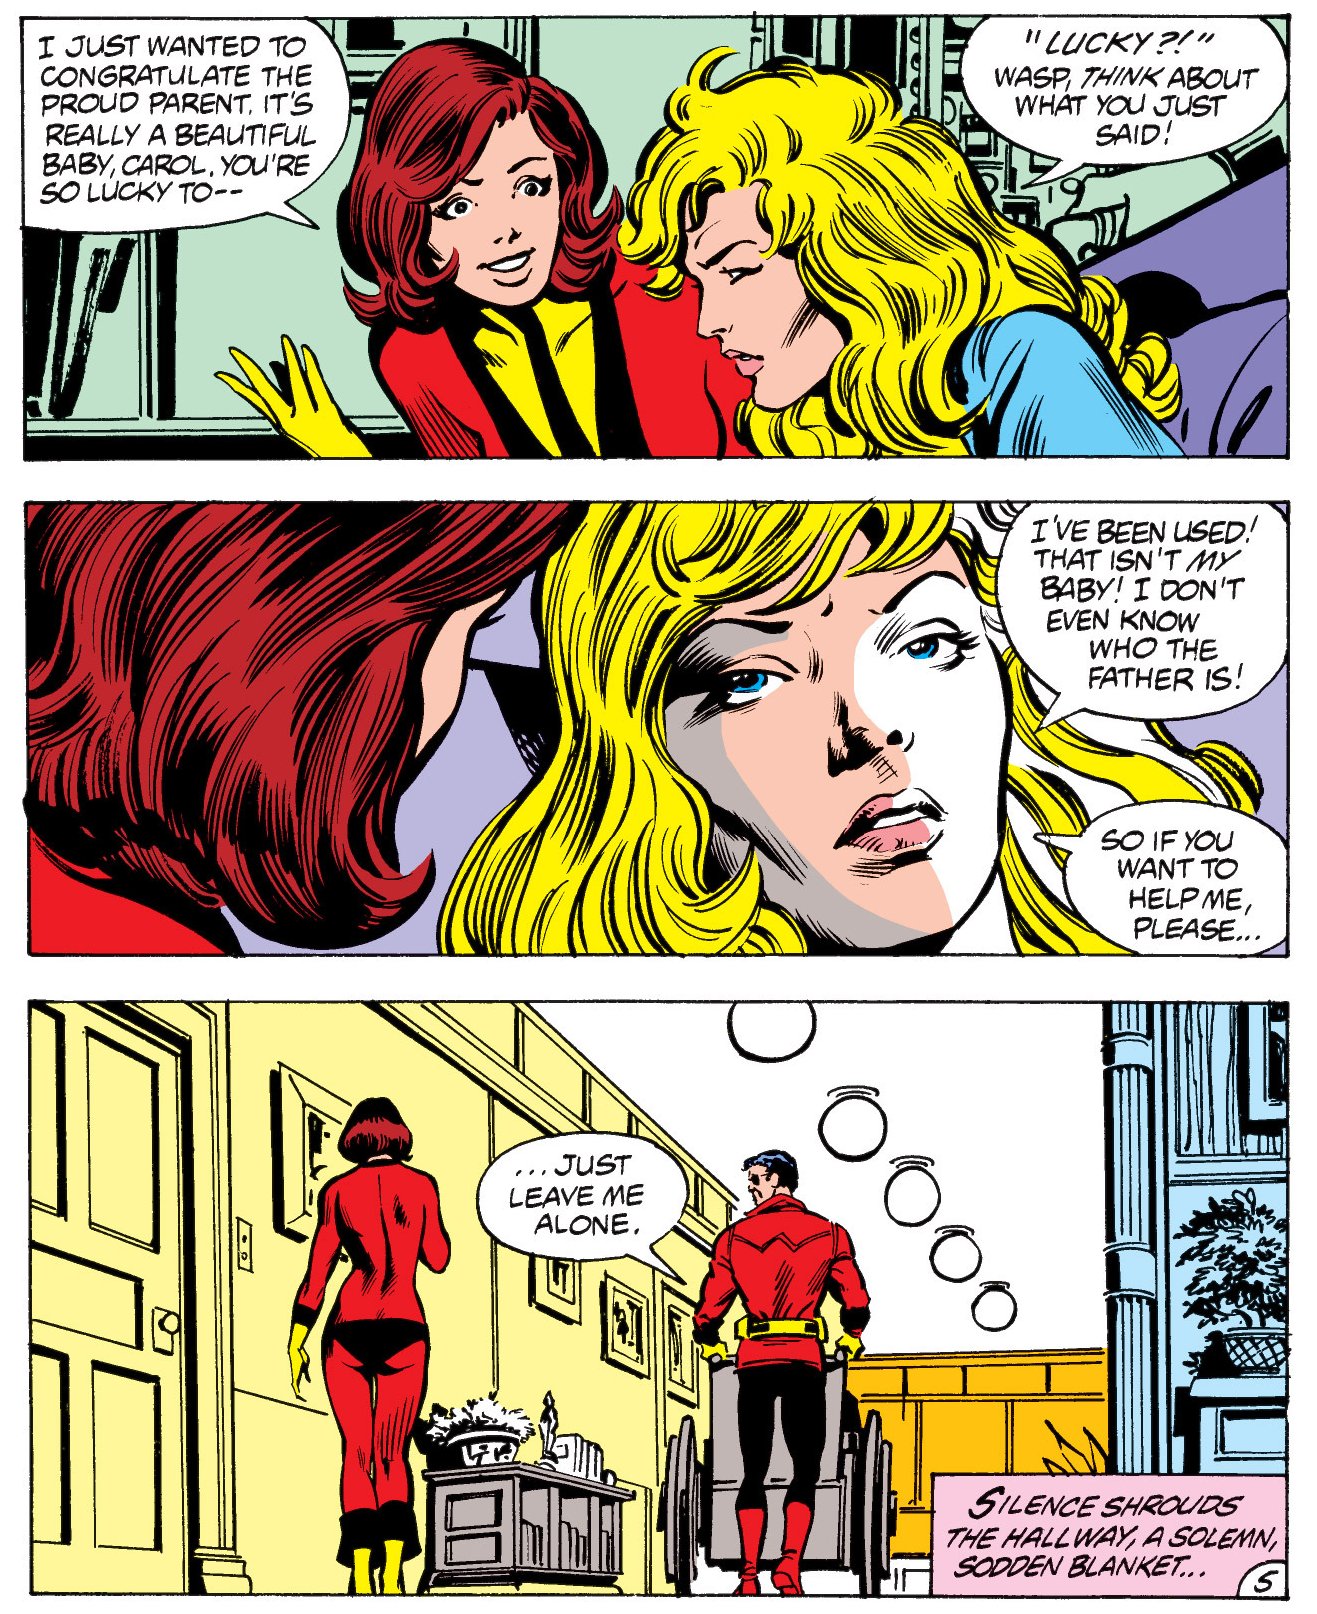 I JUST WANTED TO
CONGRATULATE THE
PROUD PARENT. IT'S
REALLY A BEAUTIFUL
BABY, CAROL. YOU'RE
SO LUCKY TO--
"LUCKY?!"
WASP, THINK ABOUT
WHAT YOU JUST
SAID!
I'VE BEEN USED!
THAT ISN'T MY
BABY! I DON'T
EVEN KNOW
WHO THE
FATHER IS!
SO IF YOU
WANT TO
HELP ME,
PLEASE...
...JUST
LEAVE ME
ALONE.
SILENCE SHROUDS
THE HALLWAY, A SOLEMN,
SODDEN BLANKET...
5